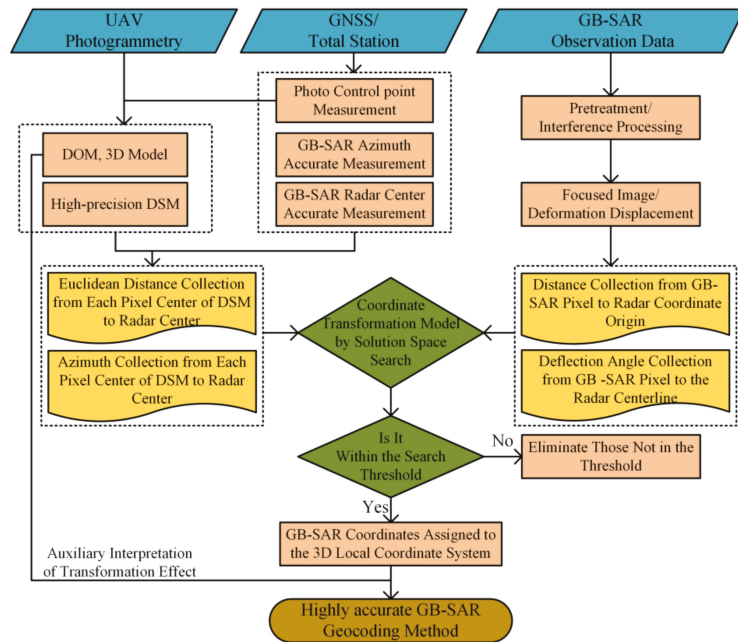 UAV
Photogrammetry
GNSS/
Total Station
GB-SAR
Observation Data
Photo Control point
Measurement
GB-SAR Azimuth
Accurate Measurement
GB-SAR Radar Center
Accurate Measurement
DOM, 3D Model
High-precision DSM
Pretreatment/
Interference Processing
Focused Image/
Deformation Displacement
Euclidean Distance Collection
from Each Pixel Center of DSM
to Radar Center
Azimuth Collection from Each
Pixel Center of DSM to Radar
Center
Coordinate
Transformation Model
by Solution Space
Search
Distance Collection from GB-
SAR Pixel to Radar Coordinate
Origin
Deflection Angle Collection
from GB -SAR Pixel to the
Radar Centerline
Is It
Within the Search
Threshold
No
Eliminate Those Not in the
Threshold
Yes
GB-SAR Coordinates Assigned to
the 3D Local Coordinate System
Auxiliary Interpretation
of Transformation Effect
Highly accurate GB-SAR
Geocoding Method